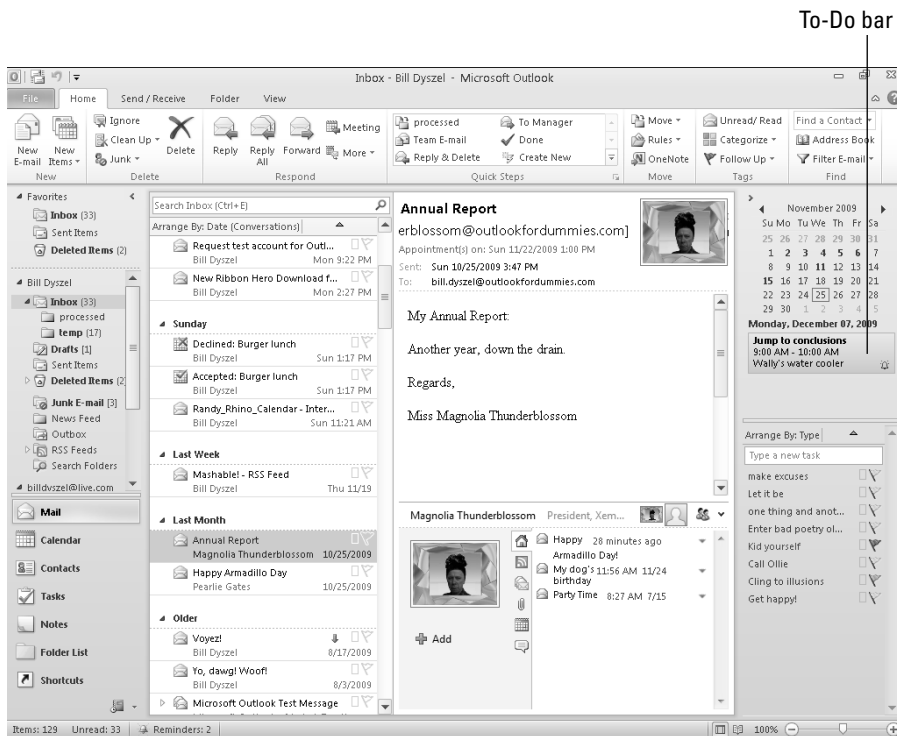 To-Do bar
Inbox - Bill Dyszel - Microsoft Outlook
File Home Send / Receive Folder View
New E-mail
New Items
Ignore
Clean Up
Junk
Delete
Reply
Reply All
Forward
Meeting
More
processed
Team E-mail
Reply & Delete
To Manager
Done
Create New
Move
Rules
OneNote
Unread/ Read
Categorize
Follow Up
Find a Contact
Address Book
Filter E-mail
New Delete Respond Quick Steps Move Tags Find
Favorites
Inbox (33)
Sent Items
Deleted Items (2)
Bill Dyszel
Inbox (33)
processed
temp (17)
Drafts [1]
Sent Items
Deleted Items (2
Junk E-mail [3]
News Feed
Outbox
RSS Feeds
Search Folders
billdyszel@live.com
Mail
Calendar
Contacts
Tasks
Notes
Folder List
Shortcuts
Search Inbox (Ctrl+E)
Arrange By: Date (Conversations)
Request test account for Outl...
Bill Dyszel Mon 9:22 PM
New Ribbon Hero Download f...
Bill Dyszel Mon 2:27 PM
Sunday
Declined: Burger lunch
Bill Dyszel Sun 1:17 PM
Accepted: Burger lunch
Bill Dyszel Sun 1:17 PM
Randy_Rhino_Calendar - Inter...
Bill Dyszel Sun 11:21 AM
Last Week
Mashable! - RSS Feed
Bill Dyszel Thu 11/19
Last Month
Annual Report
Magnolia Thunderblossom 10/25/2009
Happy Armadillo Day
Pearlie Gates 10/25/2009
Older
Voyez!
Bill Dyszel 8/17/2009
Yo, dawg! Woof!
Bill Dyszel 8/3/2009
Microsoft Outlook Test Message
Annual Report
erblossom@outlookfordummies.com]
Appointment(s) on: Sun 11/22/2009 1:00 PM
Sent: Sun 10/25/2009 3:47 PM
To: bill.dyszel@outlookfordummies.com
My Annual Report:
Another year, down the drain.
Regards,
Miss Magnolia Thunderblossom
Magnolia Thunderblossom President, Xem...
Add
Happy Armadillo Day! 28 minutes ago
My dog's birthday 11:56 AM 11/24
Party Time 8:27 AM 7/15
November 2009
Su Mo Tu We Th Fr Sa
25 26 27 28 29 30 31
1 2 3 4 5 6 7
8 9 10 11 12 13 14
15 16 17 18 19 20 21
22 23 24 25 26 27 28
29 30 1 2 3 4 5
Monday, December 07, 2009
Jump to conclusions
9:00 AM - 10:00 AM
Wally's water cooler
Arrange By: Type
Type a new task
make excuses
Let it be
one thing and anot...
Enter bad poetry ol...
Kid yourself
Call Ollie
Cling to illusions
Get happy!
Items: 129 Unread: 33 Reminders: 2
100%